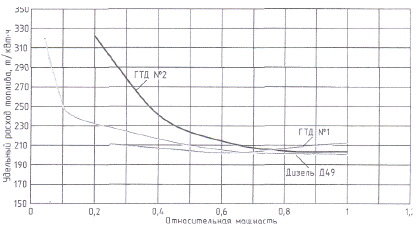 Удельный расход топлива, г/кВт·ч
350
330
310
290
270
250
230
210
190
170
150
ГТД №2
ГТД №1
Дизель Д49
0 0,2 0,4 0,6 0,8 1 1,2
Относительная мощность